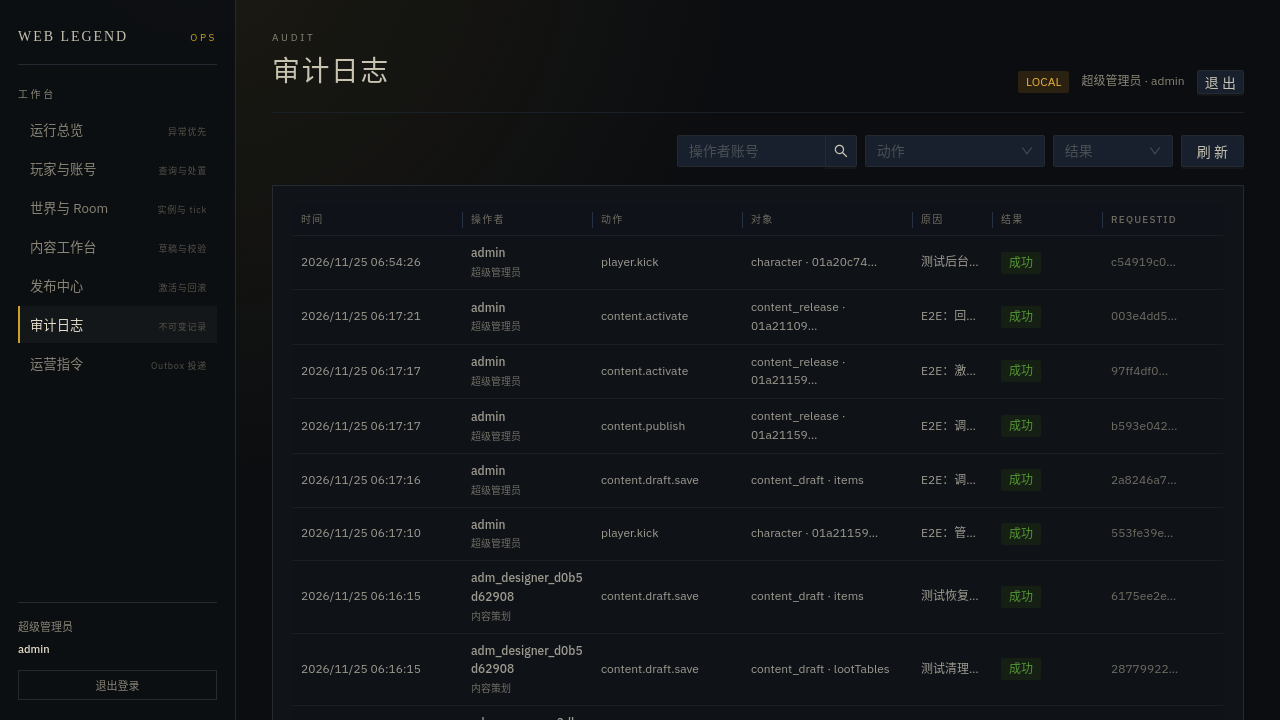 WEB LEGEND
OPS
工作台
运行总览 异常优先
玩家与账号 查询与处置
世界与 Room 实例与 tick
内容工作台 草稿与校验
发布中心 激活与回滚
审计日志 不可变记录
运营指令 Outbox 投递
超级管理员
admin
退出登录
AUDIT
审计日志
LOCAL 超级管理员 · admin 退 出
操作者账号 动作 结果 刷 新
时间 操作者 动作 对象 原因 结果 REQUESTID
2026/11/25 06:54:26 admin 超级管理员 player.kick character · 01a20c74... 测试后台... 成功 c54919c0...
2026/11/25 06:17:21 admin 超级管理员 content.activate content_release · 01a21109... E2E：回... 成功 003e4dd5...
2026/11/25 06:17:17 admin 超级管理员 content.activate content_release · 01a21159... E2E：激... 成功 97ff4df0...
2026/11/25 06:17:17 admin 超级管理员 content.publish content_release · 01a21159... E2E：调... 成功 b593e042...
2026/11/25 06:17:16 admin 超级管理员 content.draft.save content_draft · items E2E：调... 成功 2a8246a7...
2026/11/25 06:17:10 admin 超级管理员 player.kick character · 01a21159... E2E：管... 成功 553fe39e...
2026/11/25 06:16:15 adm_designer_d0b5d62908 内容策划 content.draft.save content_draft · items 测试恢复... 成功 6175ee2e...
2026/11/25 06:16:15 adm_designer_d0b5d62908 内容策划 content.draft.save content_draft · lootTables 测试清理... 成功 28779922...